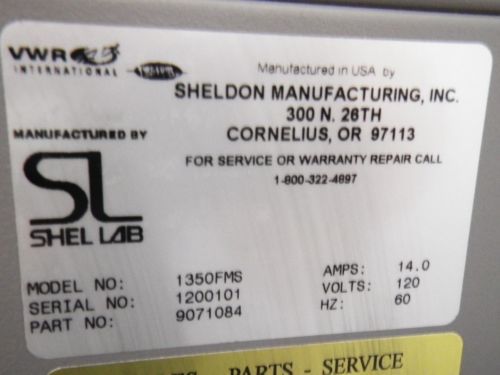 VWR
INTERNATIONAL
Manufactured in USA by
SHELDON MANUFACTURING, INC.
300 N. 26TH
CORNELIUS, OR 97113
MANUFACTURED BY
FOR SERVICE OR WARRANTY REPAIR CALL
1-800-322-4897
SL
SHEL LAB
MODEL NO: 1350FMS AMPS: 14.0
SERIAL NO: 1200101 VOLTS: 120
PART NO: 9071084 HZ: 60
- PARTS - SERVICE